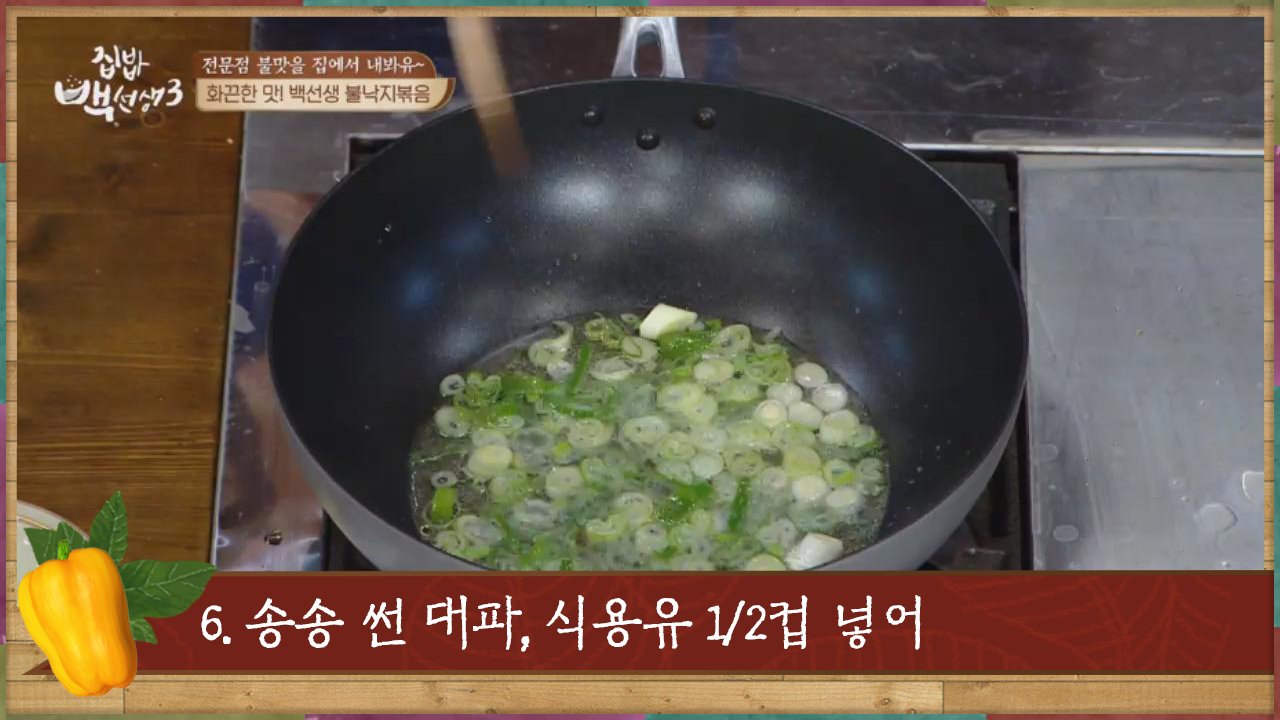 집밥
백선생3
전문점 불맛을 집에서 내봐유~
화끈한 맛! 백선생 불낙지볶음
6. 송송 썬 대파, 식용유 1/2컵 넣어